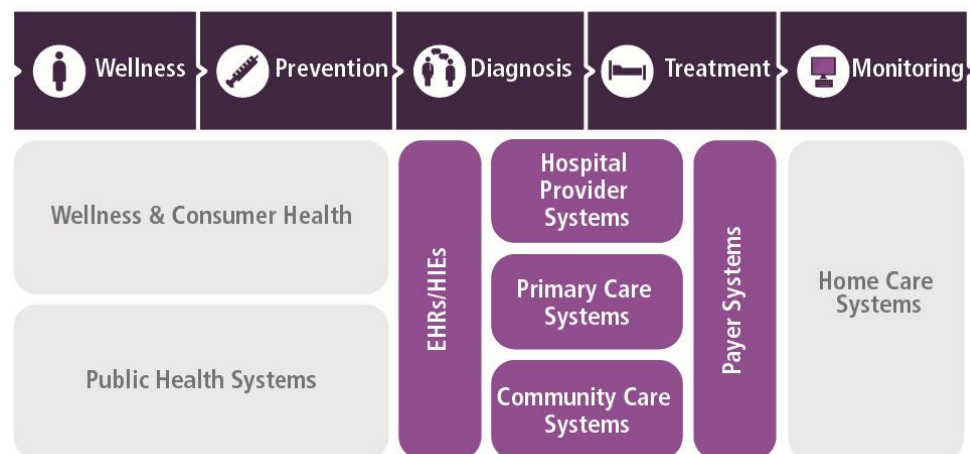 Wellness
Prevention
Diagnosis
Treatment
Monitoring
Wellness & Consumer Health
Public Health Systems
EHRs/HIEs
Hospital
Provider
Systems
Primary Care
Systems
Community Care
Systems
Payer Systems
Home Care
Systems